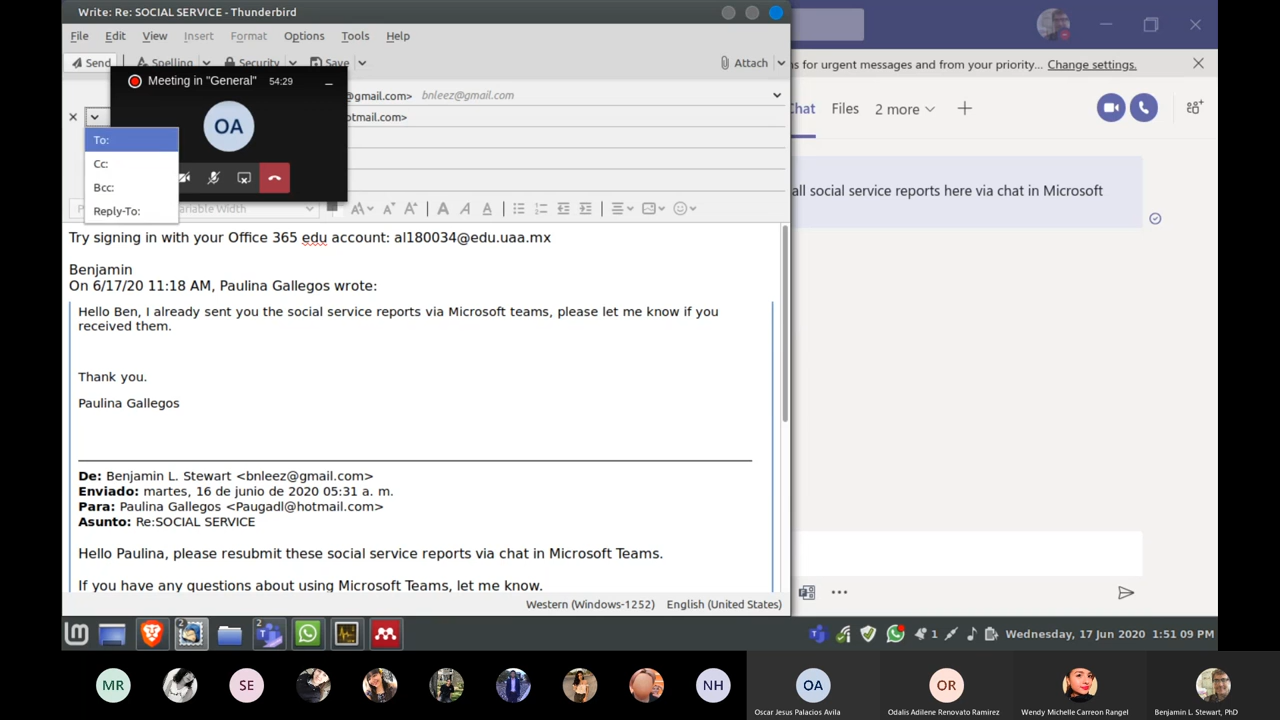 Write: Re: SOCIAL SERVICE - Thunderbird
File Edit View Insert Format Options Tools Help
Send Spelling Security Save Attach
Meeting in "General" 54:29
@gmail.com> bnleez@gmail.com
otmail.com>
OA
To:
Cc:
Bcc:
Reply-To:
Variable Width
Try signing in with your Office 365 edu account: al180034@edu.uaa.mx
Benjamin
On 6/17/20 11:18 AM, Paulina Gallegos wrote:
Hello Ben, I already sent you the social service reports via Microsoft teams, please let me know if you
received them.
Thank you.
Paulina Gallegos
De: Benjamin L. Stewart <bnleez@gmail.com>
Enviado: martes, 16 de junio de 2020 05:31 a. m.
Para: Paulina Gallegos <Paugadl@hotmail.com>
Asunto: Re:SOCIAL SERVICE
Hello Paulina, please resubmit these social service reports via chat in Microsoft Teams.
If you have any questions about using Microsoft Teams, let me know.
Western (Windows-1252) English (United States)
for urgent messages and from your priority... Change settings.
Chat Files 2 more
all social service reports here via chat in Microsoft
2 2 1 Wednesday, 17 Jun 2020 1:51:09 PM
MR SE NH OA OR
Oscar Jesus Palacios Avila Odalis Adilene Renovato Ramirez Wendy Michelle Carreon Rangel Benjamin L. Stewart, PhD